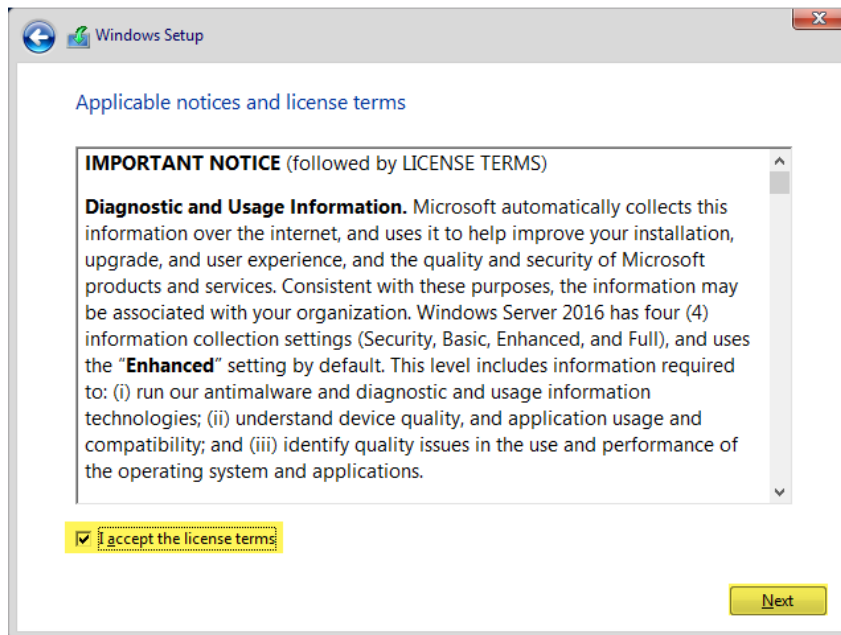 Windows Setup
Applicable notices and license terms
IMPORTANT NOTICE (followed by LICENSE TERMS)
Diagnostic and Usage Information. Microsoft automatically collects this
information over the internet, and uses it to help improve your installation,
upgrade, and user experience, and the quality and security of Microsoft
products and services. Consistent with these purposes, the information may
be associated with your organization. Windows Server 2016 has four (4)
information collection settings (Security, Basic, Enhanced, and Full), and uses
the “Enhanced” setting by default. This level includes information required
to: (i) run our antimalware and diagnostic and usage information
technologies; (ii) understand device quality, and application usage and
compatibility; and (iii) identify quality issues in the use and performance of
the operating system and applications.
I accept the license terms
Next